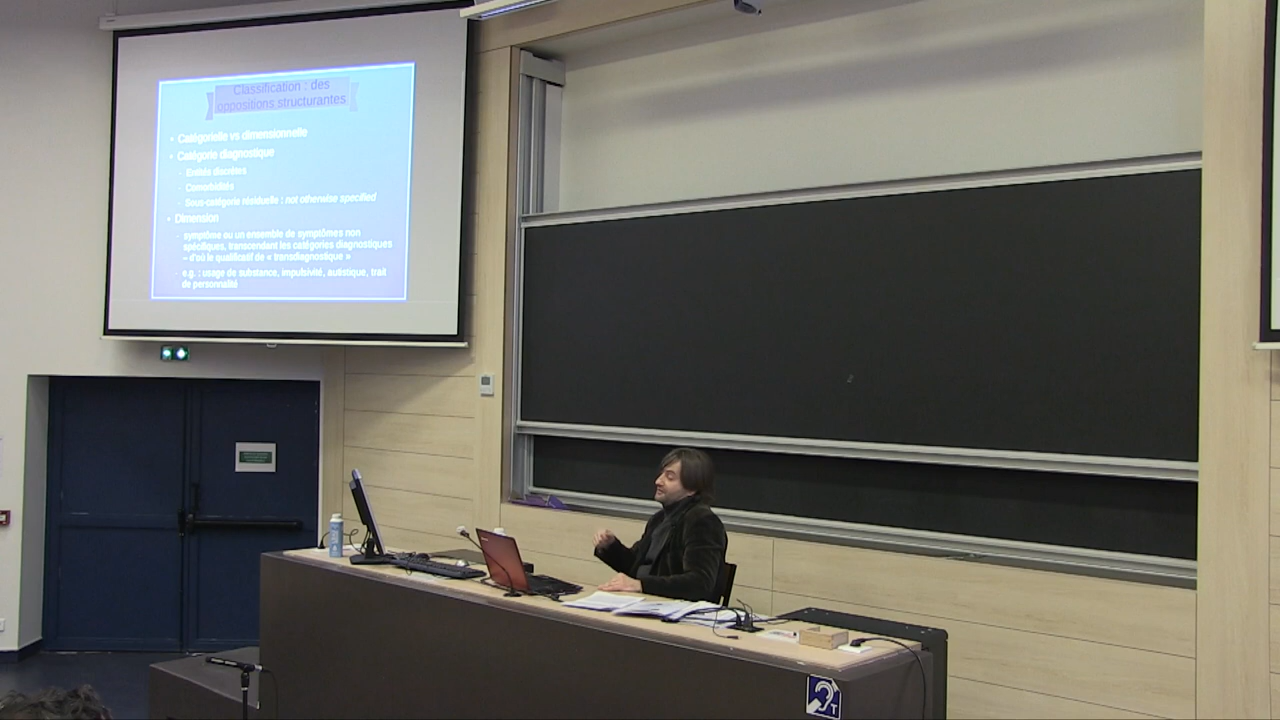 Classification : des
oppositions structurantes
• Catégorielle vs dimensionnelle
• Catégorie diagnostique
- Entités discrètes
- Comorbidités
- Sous-catégorie résiduelle : not otherwise specified
• Dimension
- symptôme ou un ensemble de symptômes non
spécifiques, transcendant les catégories diagnostiques
– d'où le qualificatif de « transdiagnostique »
- e.g. : usage de substance, impulsivité, autistique, trait
de personnalité
T